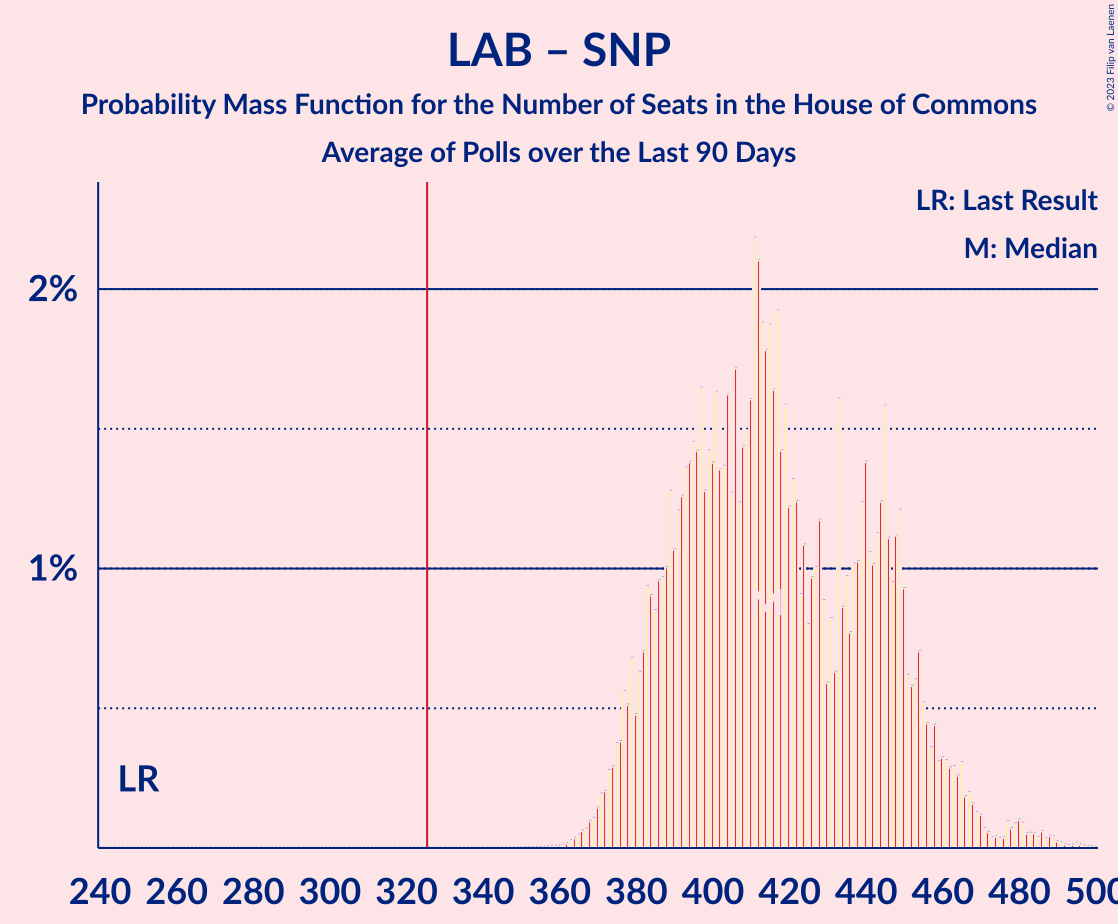 LAB – SNP
Probability Mass Function for the Number of Seats in the House of Commons
Average of Polls over the Last 90 Days
© 2023 Filip van Laenen
LR: Last Result
M: Median
2%
1%
LR
240 260 280 300 320 340 360 380 400 420 440 460 480 500